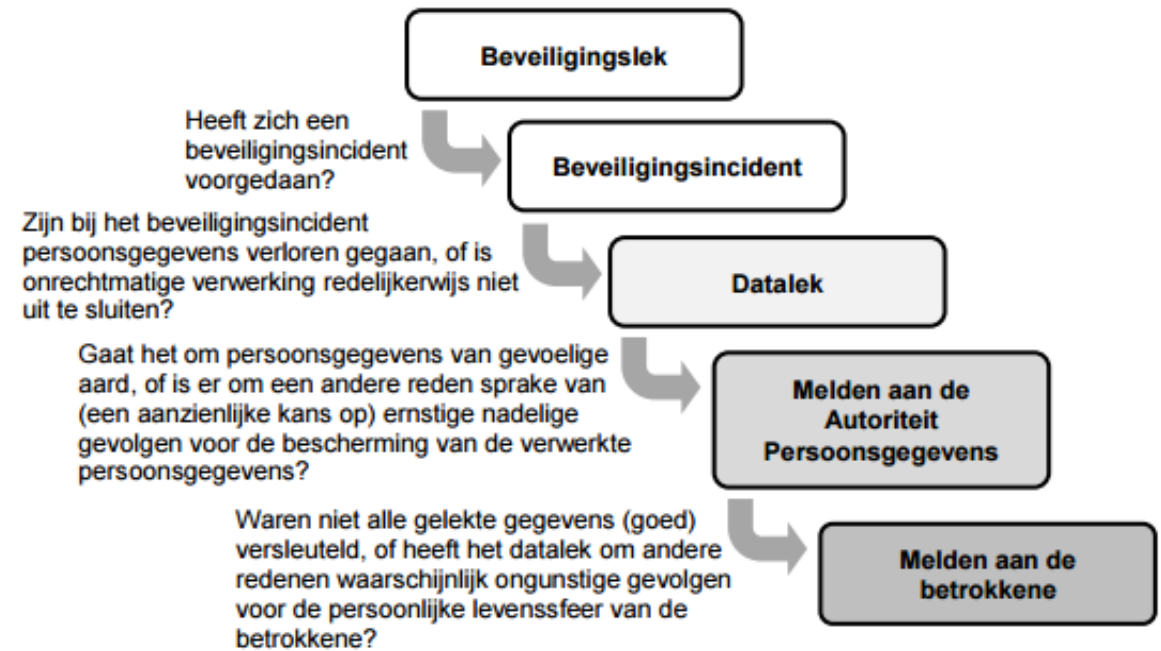 Beveiligingslek
Heeft zich een
beveiligingsincident
voorgedaan?
Beveiligingsincident
Zijn bij het beveiligingsincident
persoonsgegevens verloren gegaan, of is
onrechtmatige verwerking redelijkerwijs niet
uit te sluiten?
Datalek
Gaat het om persoonsgegevens van gevoelige
aard, of is er om een andere reden sprake van
(een aanzienlijke kans op) ernstige nadelige
gevolgen voor de bescherming van de verwerkte
persoonsgegevens?
Melden aan de
Autoriteit
Persoonsgegevens
Waren niet alle gelekte gegevens (goed)
versleuteld, of heeft het datalek om andere
redenen waarschijnlijk ongunstige gevolgen
voor de persoonlijke levenssfeer van de
betrokkene?
Melden aan de
betrokkene